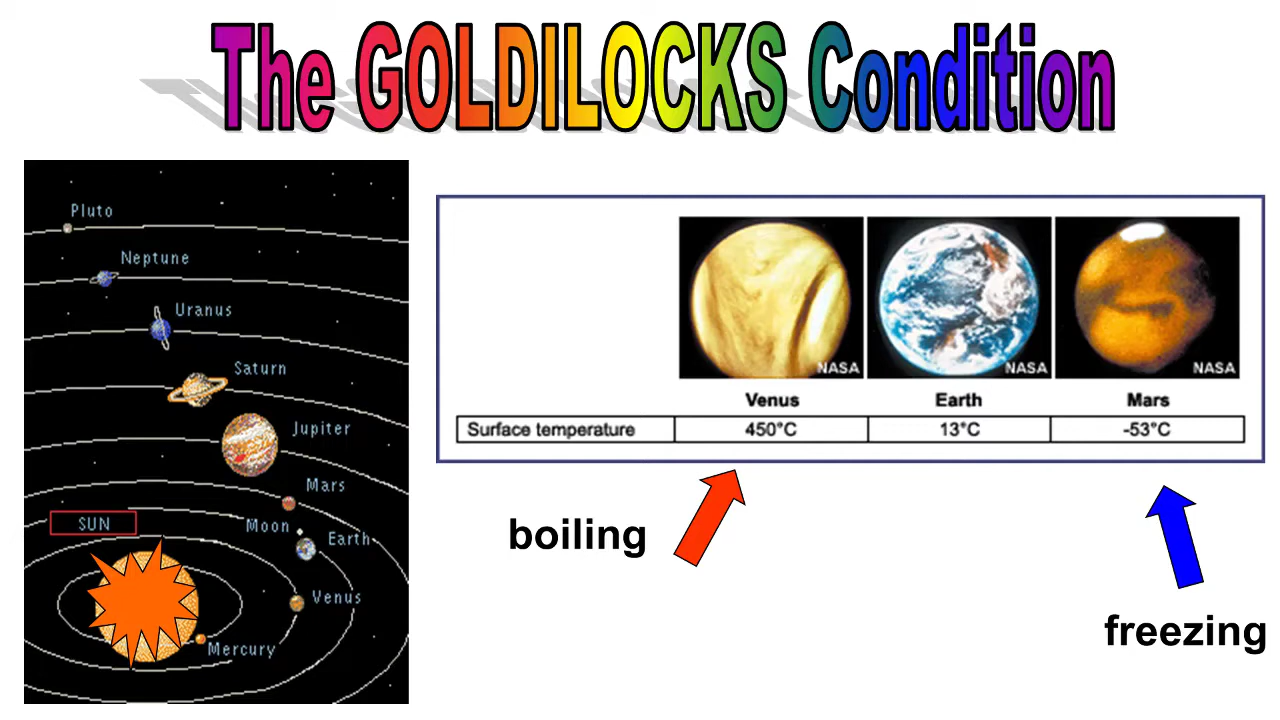 The GOLDILOCKS Condition
Pluto
Neptune
Uranus
Saturn
Jupiter
Mars
SUN
Moon
Earth
Venus
Mercury
NASA NASA NASA
Venus Earth Mars
Surface temperature 450°C 13°C -53°C
boiling
freezing